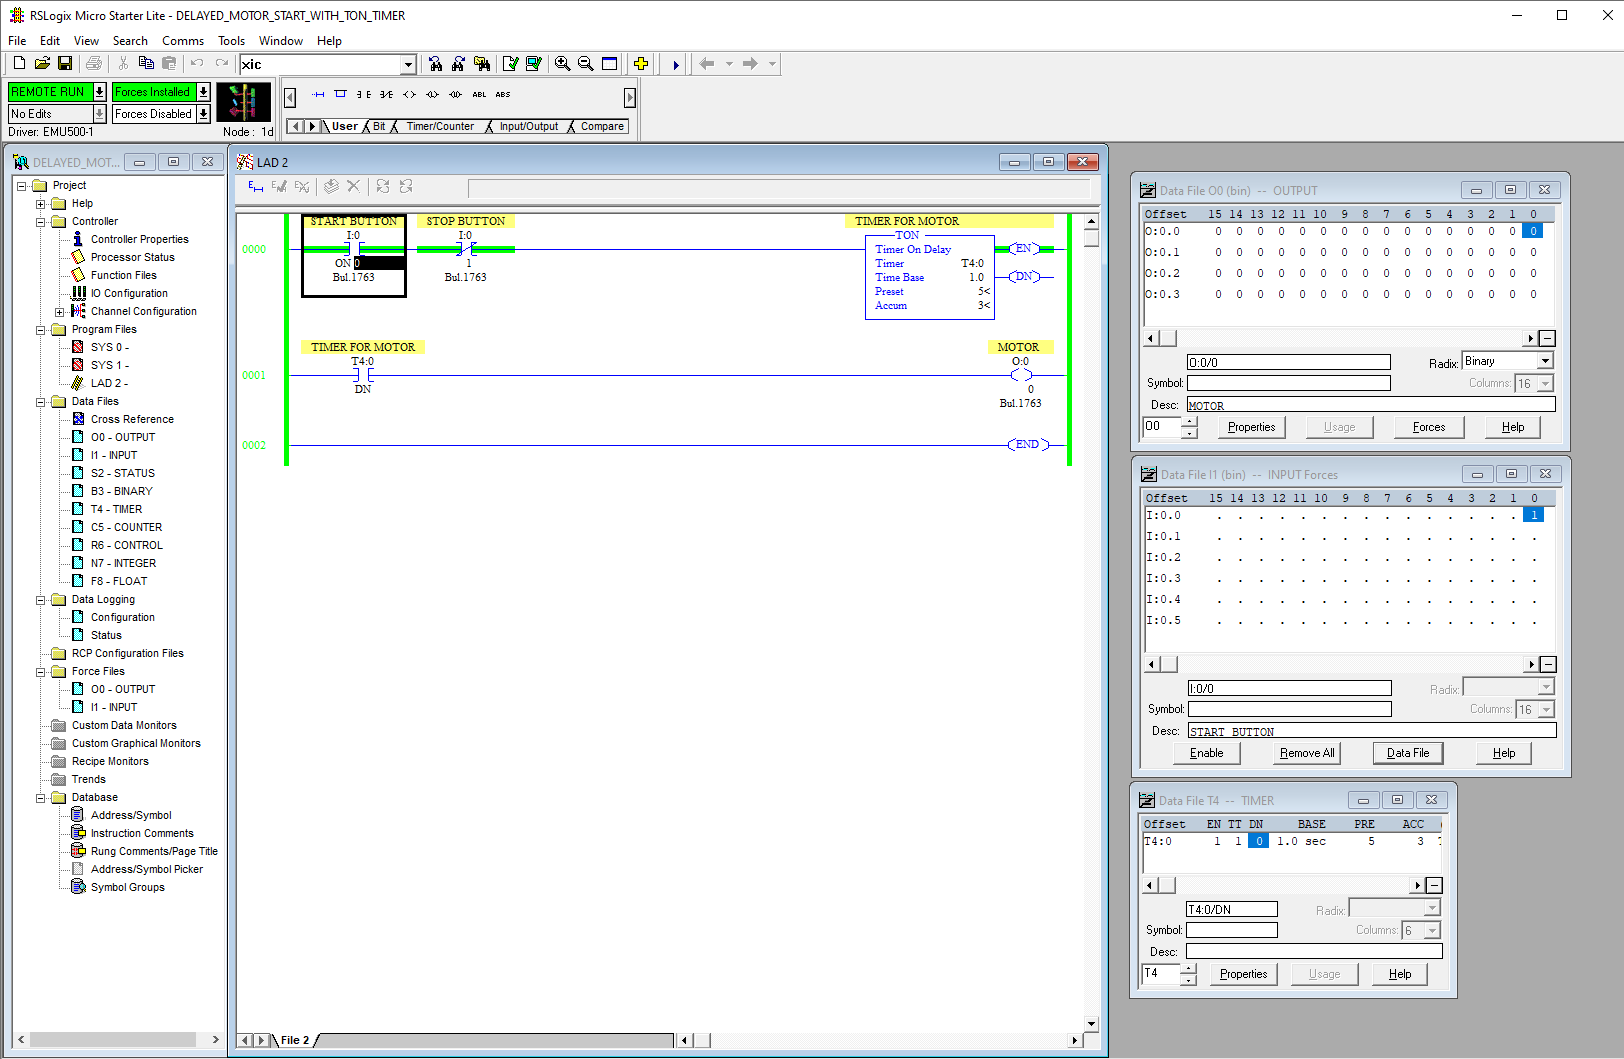 RSLogix Micro Starter Lite - DELAYED_MOTOR_START_WITH_TON_TIMER
File Edit View Search Comms Tools Window Help
xic
REMOTE RUN Forces Installed
No Edits Forces Disabled
Driver: EMU500-1 Node : 1d
ABL ABS
User Bit Timer/Counter Input/Output Compare
DELAYED_MOT...
Project
Help
Controller
Controller Properties
Processor Status
Function Files
IO Configuration
Channel Configuration
Program Files
SYS 0 -
SYS 1 -
LAD 2 -
Data Files
Cross Reference
O0 - OUTPUT
I1 - INPUT
S2 - STATUS
B3 - BINARY
T4 - TIMER
C5 - COUNTER
R6 - CONTROL
N7 - INTEGER
F8 - FLOAT
Data Logging
Configuration
Status
RCP Configuration Files
Force Files
O0 - OUTPUT
I1 - INPUT
Custom Data Monitors
Custom Graphical Monitors
Recipe Monitors
Trends
Database
Address/Symbol
Instruction Comments
Rung Comments/Page Title
Address/Symbol Picker
Symbol Groups
LAD 2
START BUTTON STOP BUTTON TIMER FOR MOTOR
I:0 I:0 TON
0000 Timer On Delay EN
ON 0 1 Timer T4:0
Bul.1763 Bul.1763 Time Base 1.0 DN
Preset 5<
Accum 3<
TIMER FOR MOTOR MOTOR
T4:0 O:0
0001
DN 0
Bul.1763
0002 END
File 2
Data File O0 (bin) -- OUTPUT
Offset 15 14 13 12 11 10 9 8 7 6 5 4 3 2 1 0
O:0.0 0 0 0 0 0 0 0 0 0 0 0 0 0 0 0 0
O:0.1 0 0 0 0 0 0 0 0 0 0 0 0 0 0 0 0
O:0.2 0 0 0 0 0 0 0 0 0 0 0 0 0 0 0 0
O:0.3 0 0 0 0 0 0 0 0 0 0 0 0 0 0 0 0
O:0/0 Radix: Binary
Symbol: Columns: 16
Desc: MOTOR
O0 Properties Usage Forces Help
Data File I1 (bin) -- INPUT Forces
Offset 15 14 13 12 11 10 9 8 7 6 5 4 3 2 1 0
I:0.0 . . . . . . . . . . . . . . . 1
I:0.1 . . . . . . . . . . . . . . . .
I:0.2 . . . . . . . . . . . . . . . .
I:0.3 . . . . . . . . . . . . . . . .
I:0.4 . . . . . . . . . . . . . . . .
I:0.5 . . . . . . . . . . . . . . . .
I:0/0 Radix:
Symbol: Columns: 16
Desc: START BUTTON
Enable Remove All Data File Help
Data File T4 -- TIMER
Offset EN TT DN BASE PRE ACC
T4:0 1 1 0 1.0 sec 5 3
T4:0/DN Radix:
Symbol: Columns: 6
Desc:
T4 Properties Usage Help